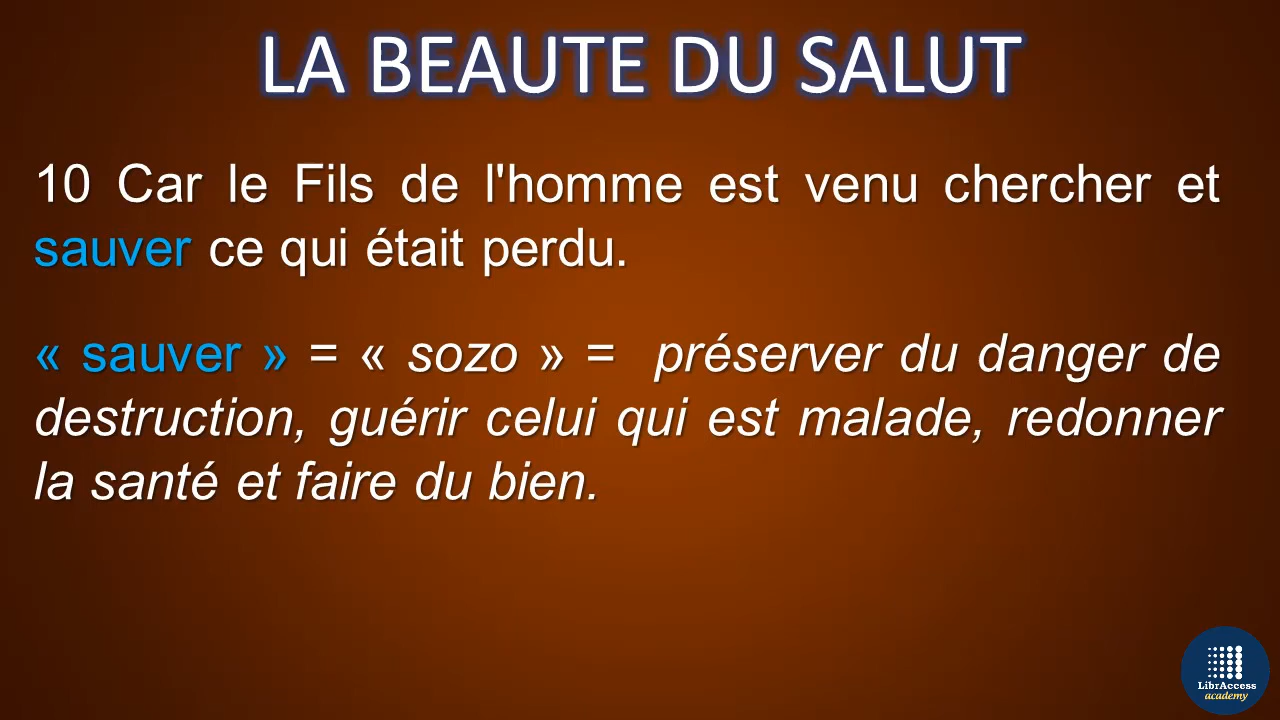 LA BEAUTE DU SALUT
10 Car le Fils de l'homme est venu chercher et
sauver ce qui était perdu.
« sauver » = « sozo » = préserver du danger de
destruction, guérir celui qui est malade, redonner
la santé et faire du bien.
LibrAccess
academy